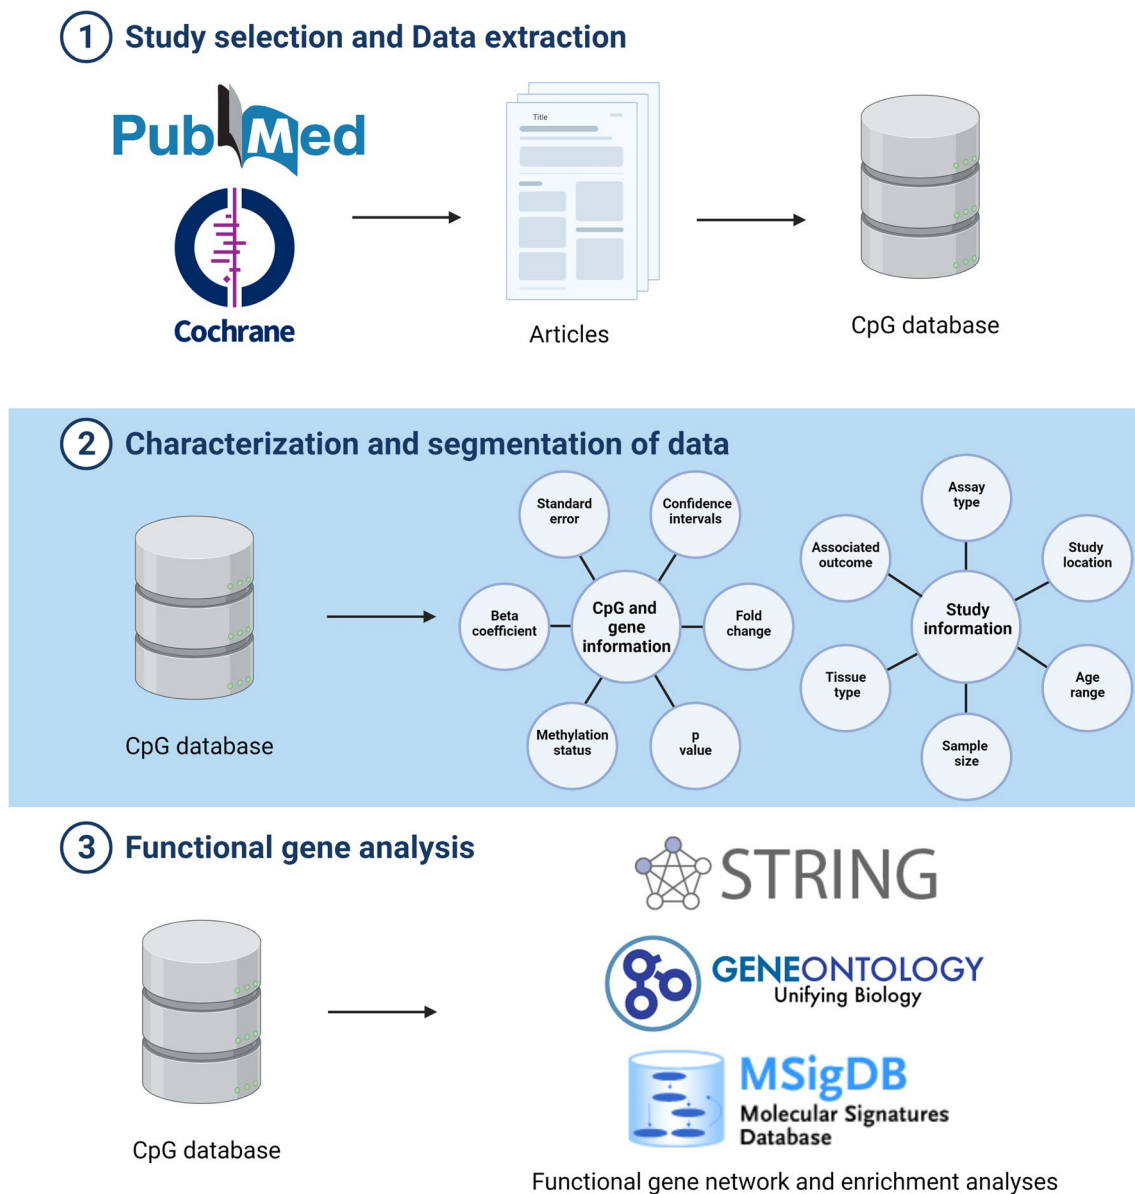 1 Study selection and Data extraction
PubMed
Cochrane
Title
Articles
CpG database
2 Characterization and segmentation of data
CpG database
Standard
error
Confidence
intervals
Beta
coefficient
CpG and
gene
information
Fold
change
Methylation
status
p
value
Assay
type
Associated
outcome
Study
location
Study
information
Tissue
type
Age
range
Sample
size
3 Functional gene analysis
CpG database
STRING
GENEONTOLOGY
Unifying Biology
MSigDB
Molecular Signatures
Database
Functional gene network and enrichment analyses